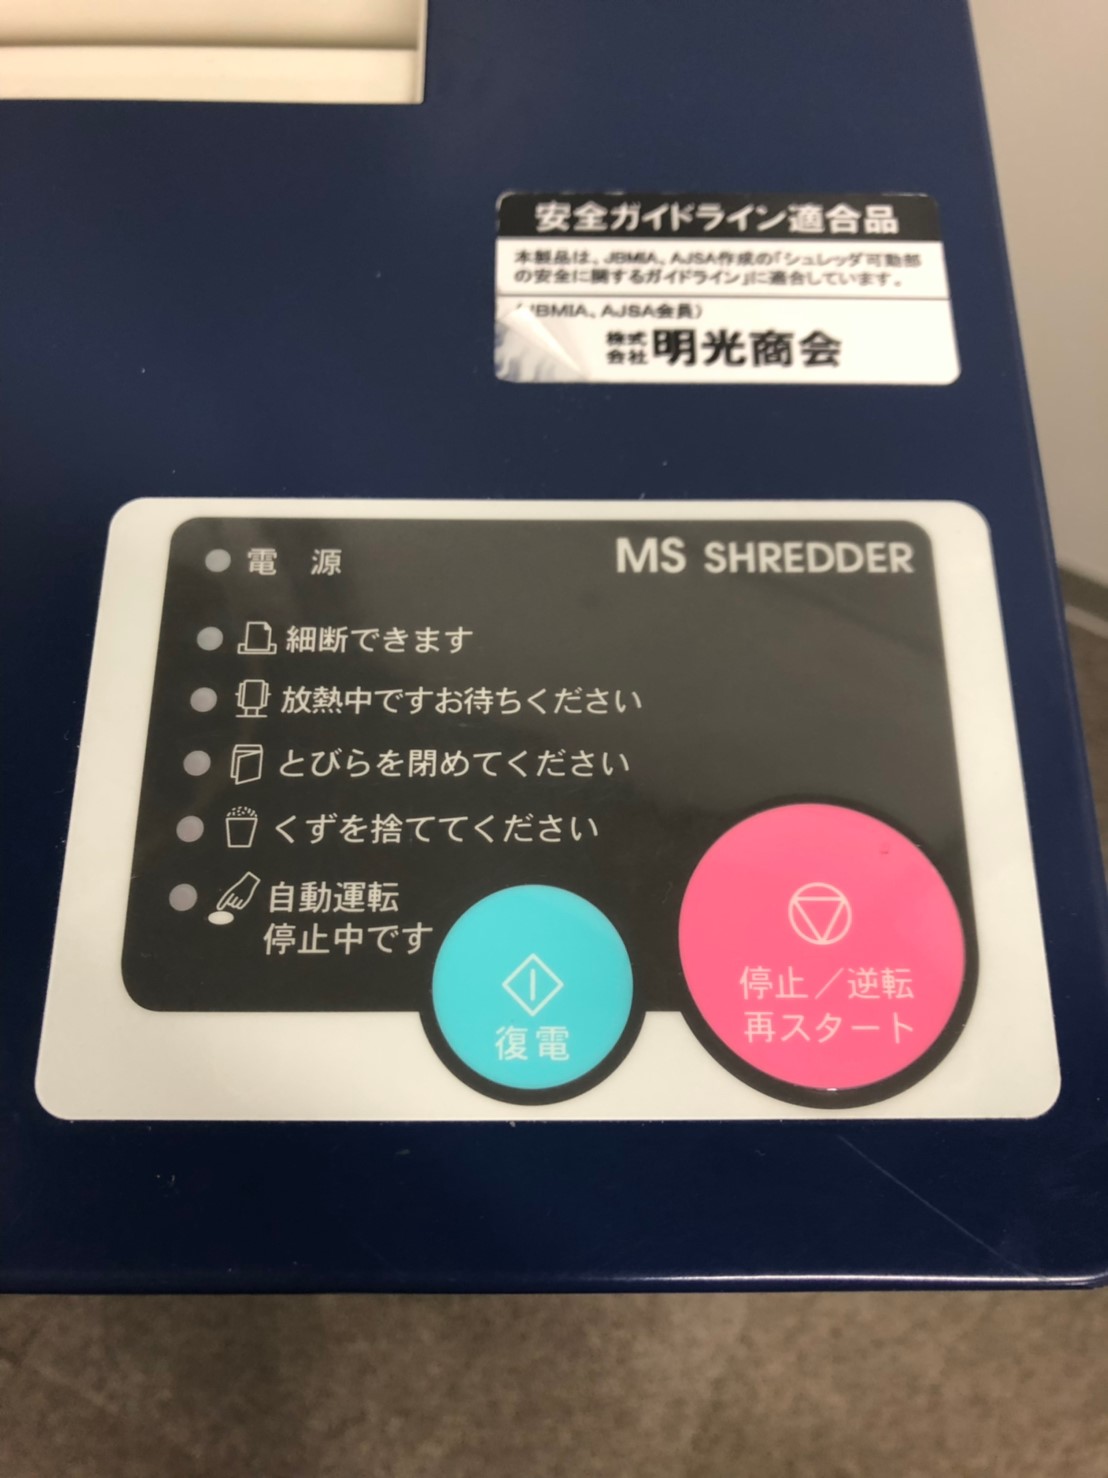 安全ガイドライン適合品
本製品は、JBMIA、AJSA作成の「シュレッダ可動部
の安全に関するガイドライン」に適合しています。
(JBMIA、AJSA会員)
株式会社 明光商会
電 源
MS SHREDDER
細断できます
放熱中ですお待ちください
とびらを閉めてください
くずを捨ててください
自動運転
停止中です
復電
停止/逆転
再スタート